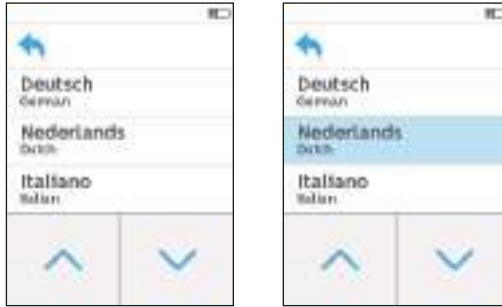 Deutsch
German
Nederlands
Dutch
Italiano
Italian
Deutsch
German
Nederlands
Dutch
Italiano
Italian